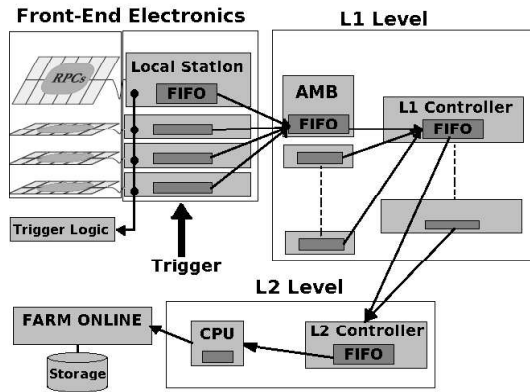 Front-End Electronics
L1 Level
RPCs
Local Station
FIFO
AMB
FIFO
L1 Controller
FIFO
Trigger Logic
Trigger
L2 Level
FARM ONLINE
CPU
L2 Controller
FIFO
Storage